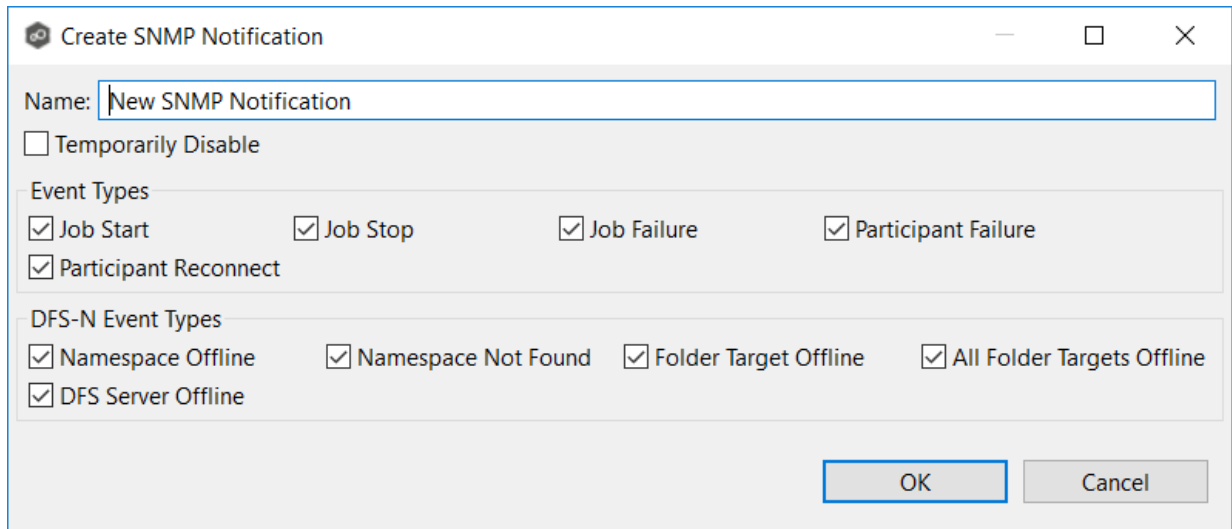 Create SNMP Notification
Name: New SNMP Notification
Temporarily Disable
Event Types
Job Start Job Stop Job Failure Participant Failure
Participant Reconnect
DFS-N Event Types
Namespace Offline Namespace Not Found Folder Target Offline All Folder Targets Offline
DFS Server Offline
OK Cancel